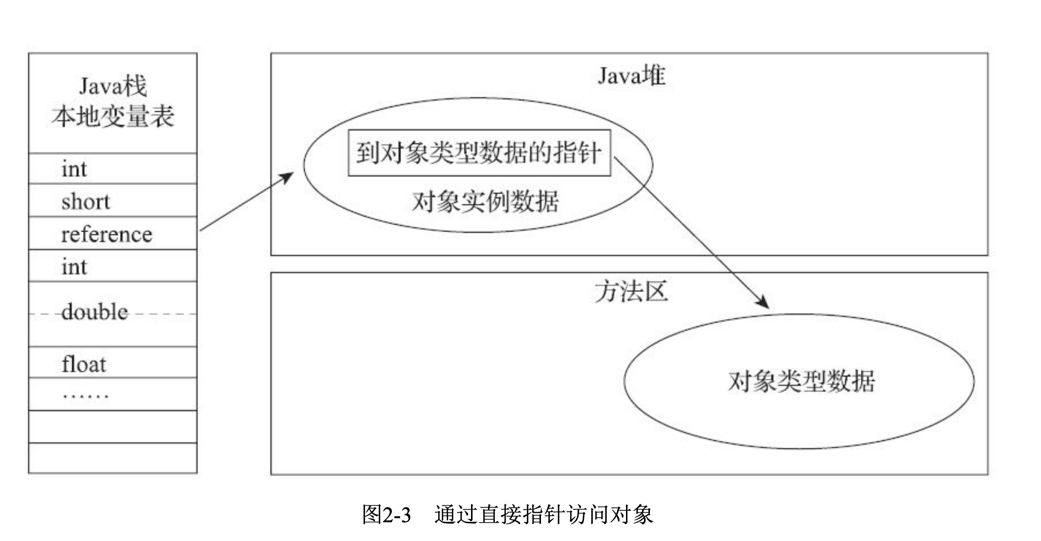 Java栈
本地变量表
int
short
reference
int
double
float
……
Java堆
到对象类型数据的指针
对象实例数据
方法区
对象类型数据
图2-3 通过直接指针访问对象